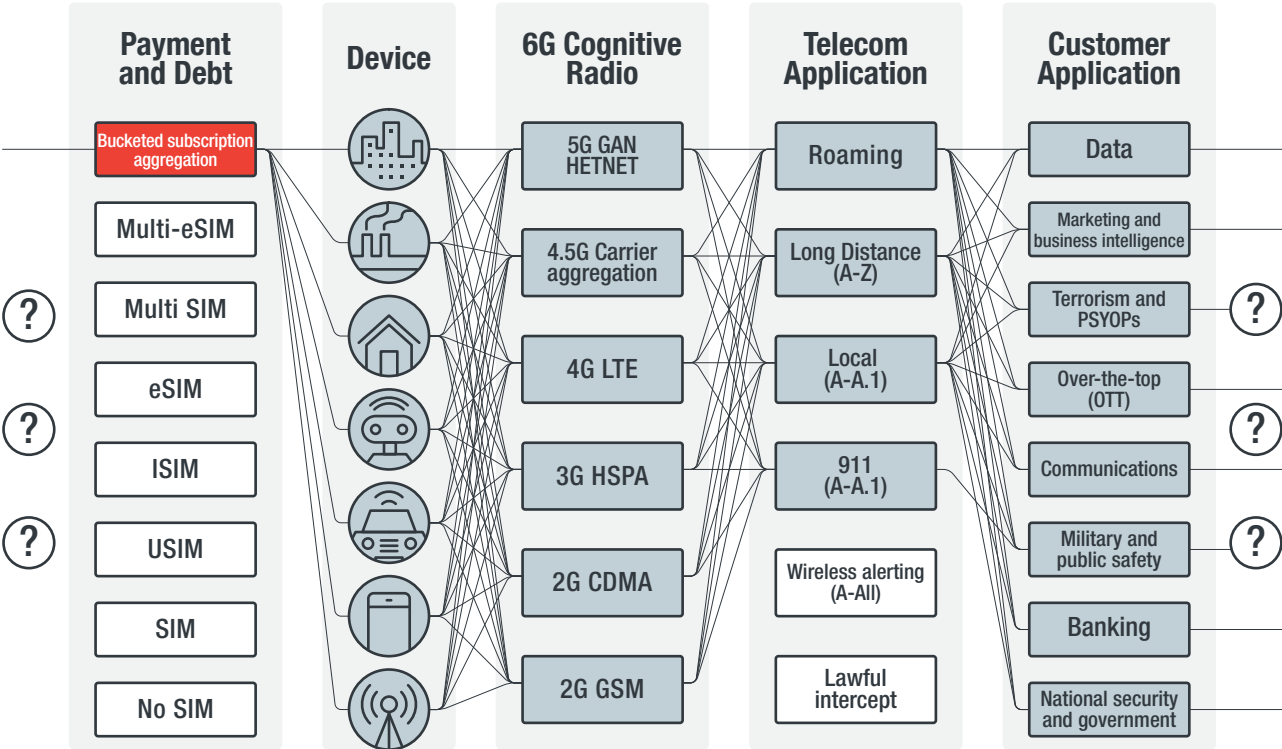 Payment
and Debt
Device
6G Cognitive
Radio
Telecom
Application
Customer
Application
Bucketed subscription
aggregation
Multi-eSIM
Multi SIM
eSIM
ISIM
USIM
SIM
No SIM
?
?
?
5G GAN
HETNET
4.5G Carrier
aggregation
4G LTE
3G HSPA
2G CDMA
2G GSM
Roaming
Long Distance
(A-Z)
Local
(A-A.1)
911
(A-A.1)
Wireless alerting
(A-All)
Lawful
intercept
Data
Marketing and
business intelligence
Terrorism and
PSYOPs
Over-the-top
(OTT)
Communications
Military and
public safety
Banking
National security
and government
?
?
?